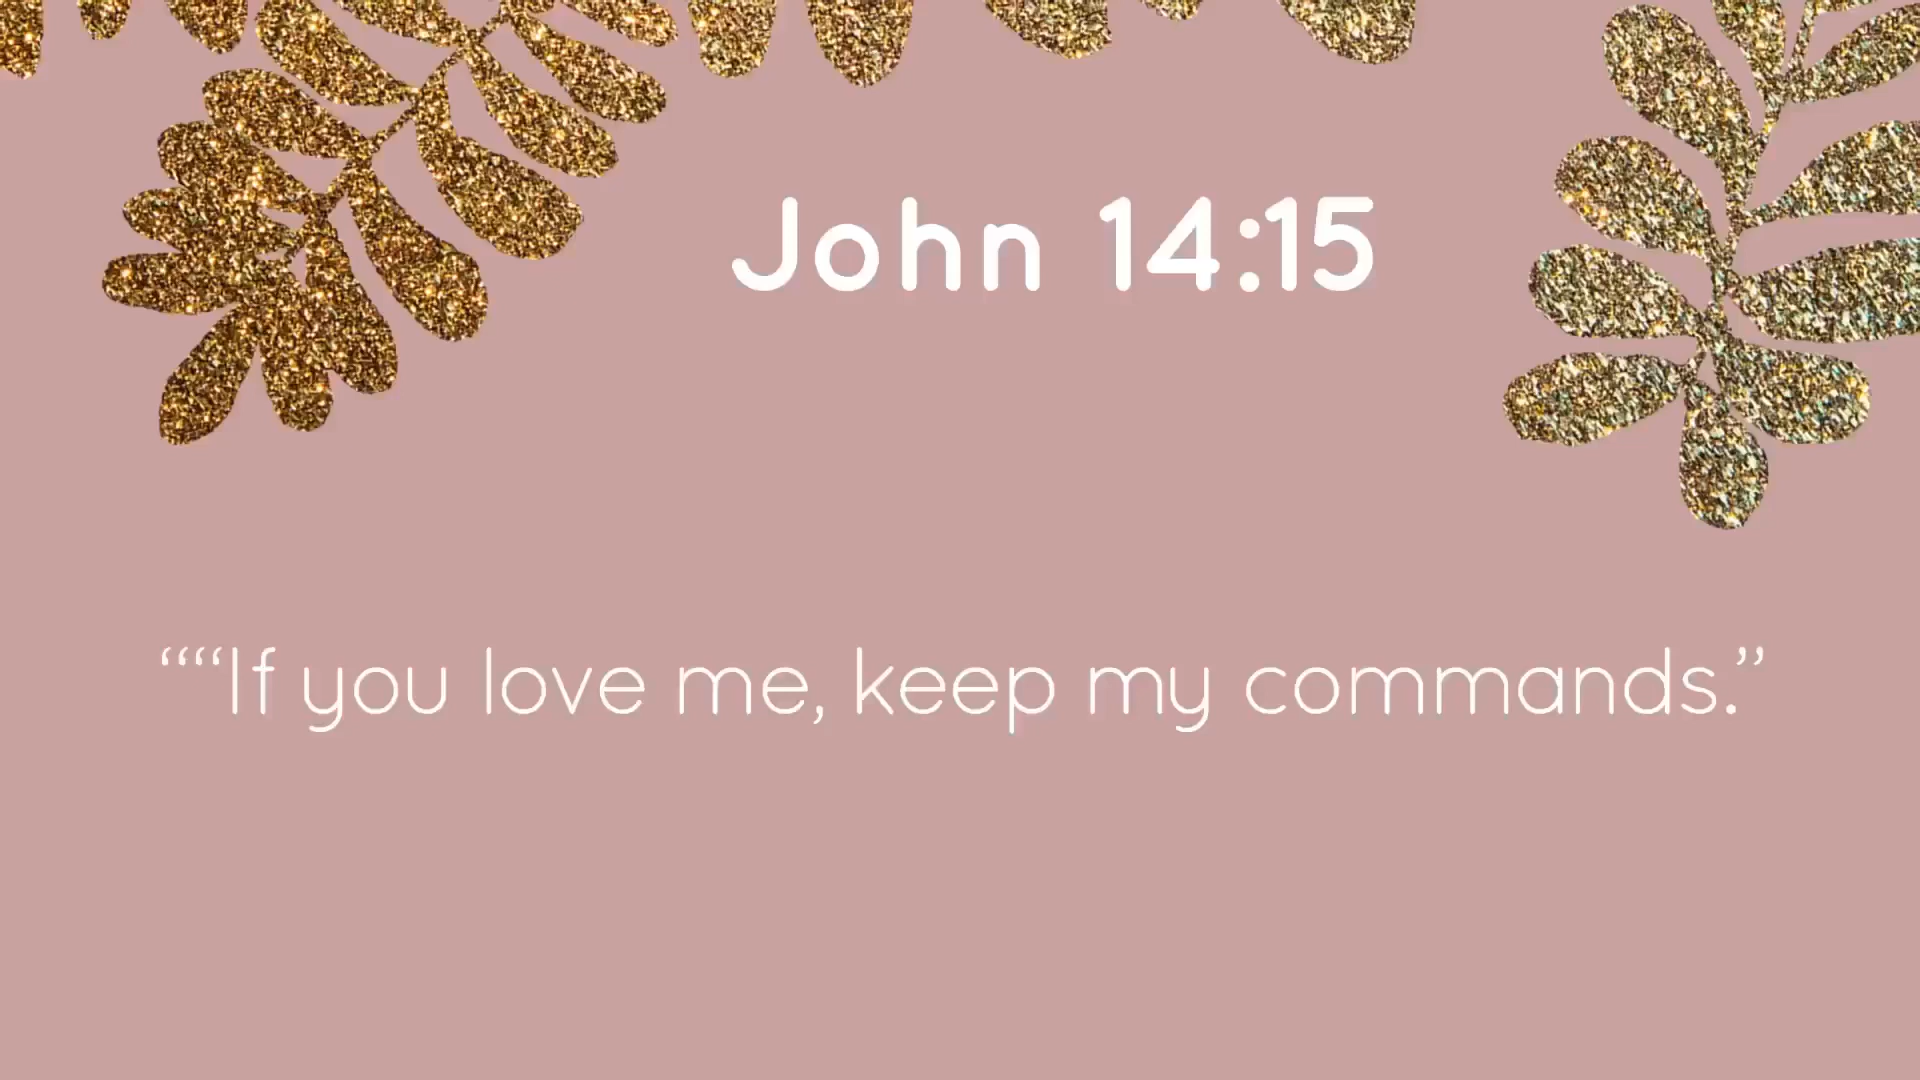 John 14:15
““If you love me, keep my commands.”